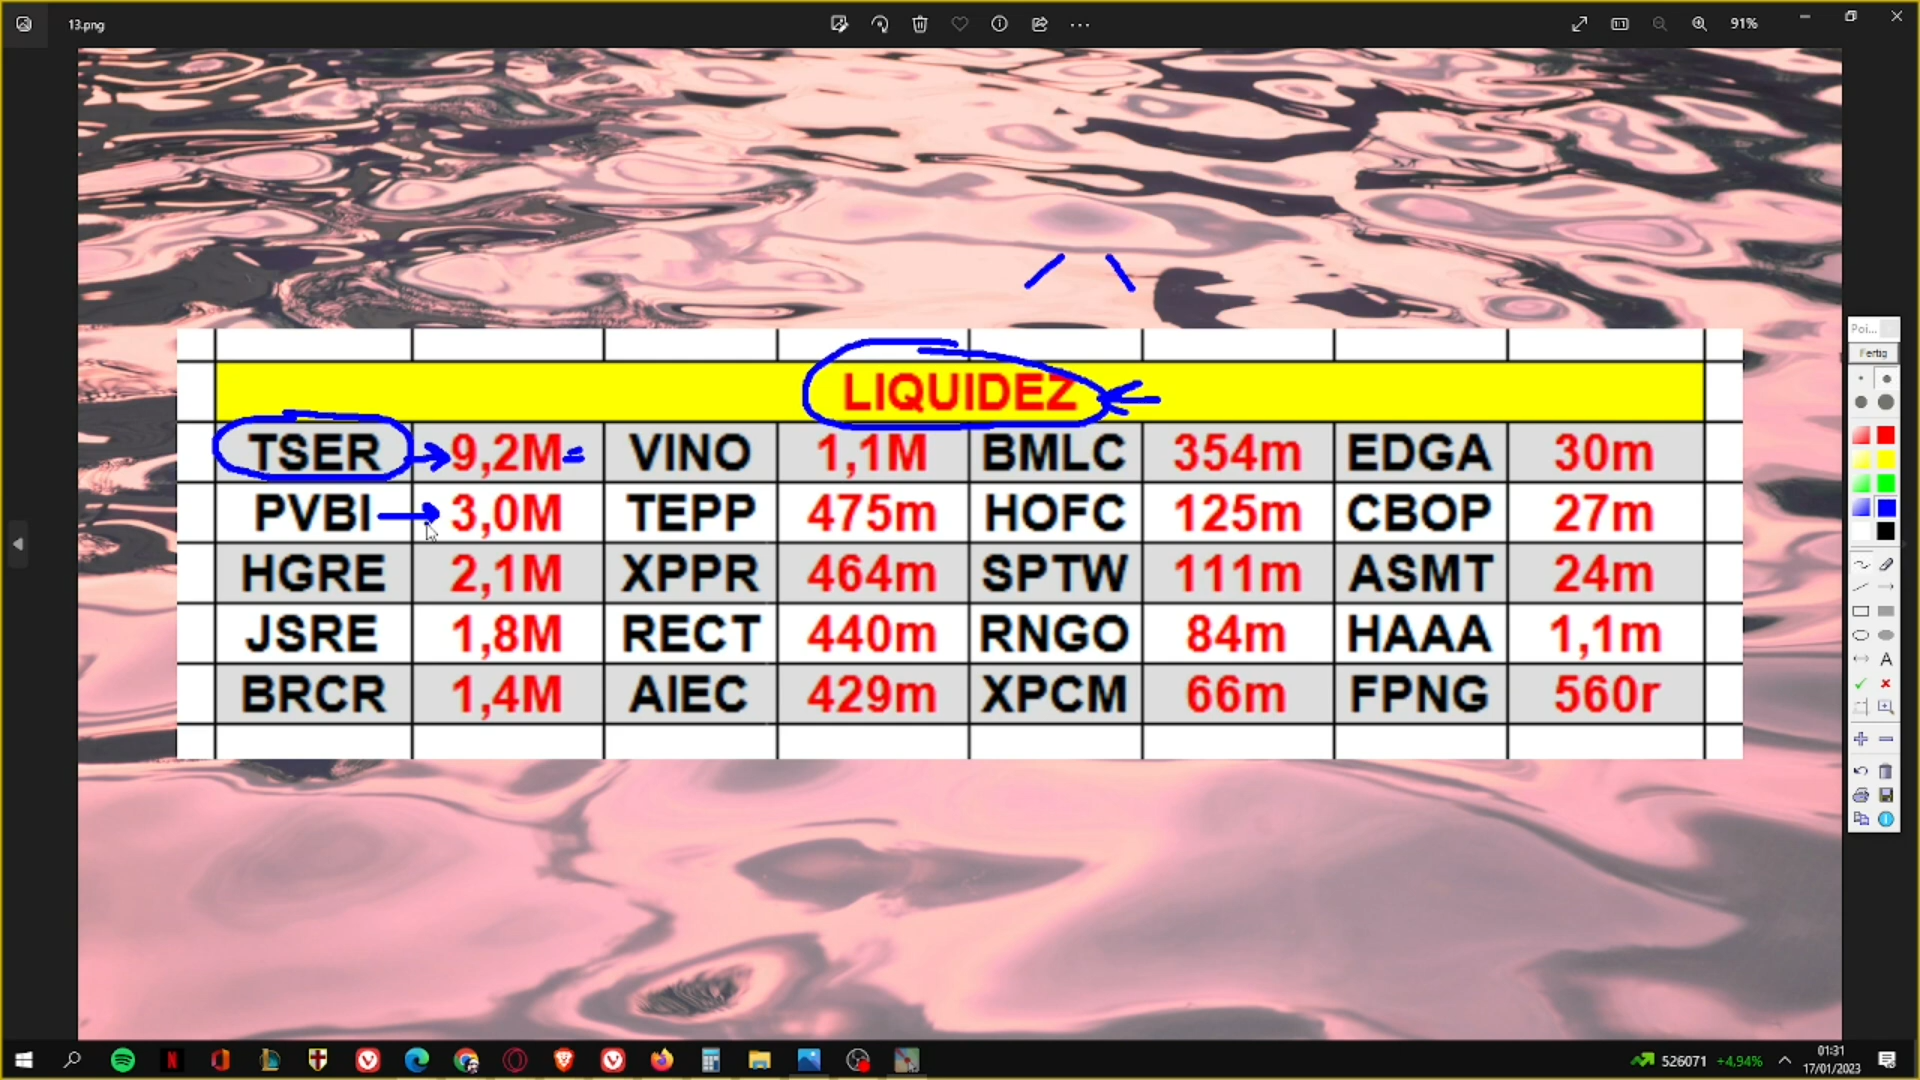 13.png
91%
LIQUIDEZ
TSER 9,2M VINO 1,1M BMLC 354m EDGA 30m
PVBI 3,0M TEPP 475m HOFC 125m CBOP 27m
HGRE 2,1M XPPR 464m SPTW 111m ASMT 24m
JSRE 1,8M RECT 440m RNGO 84m HAAA 1,1m
BRCR 1,4M AIEC 429m XPCM 66m FPNG 560r
Poi...
Fertig
A
526071 +4,94%
01:31
17/01/2023